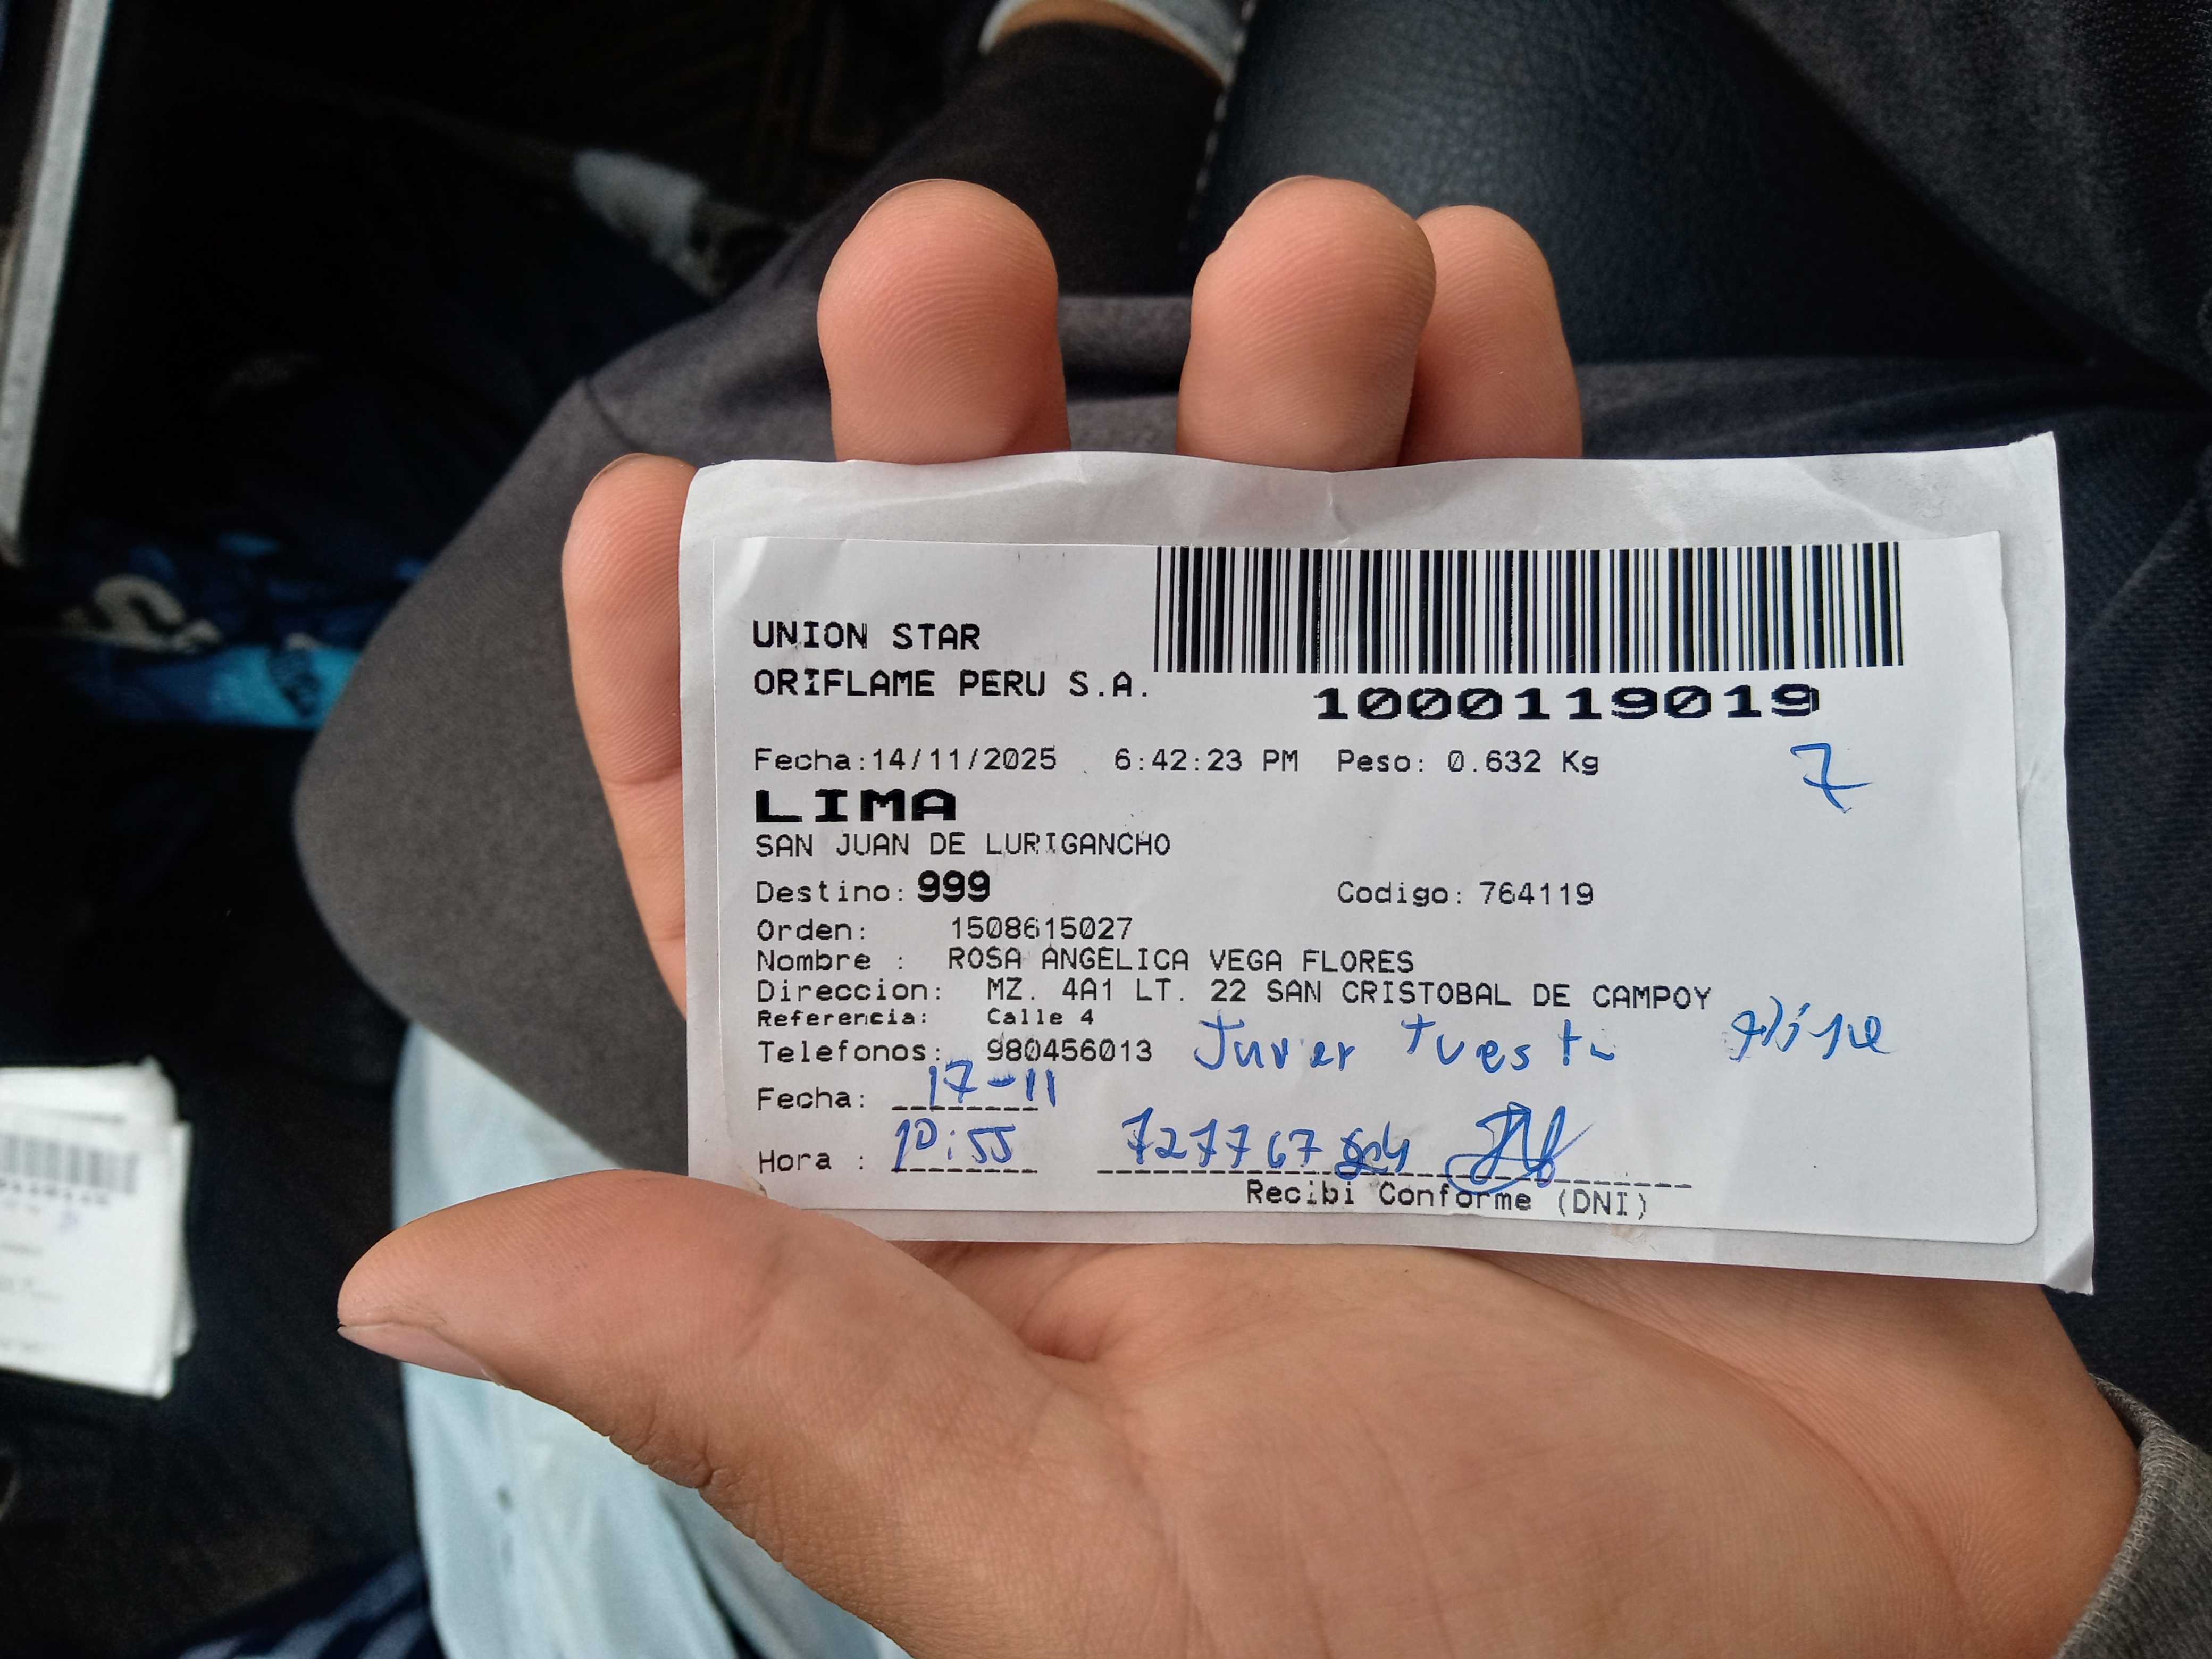 UNION STAR
ORIFLAME PERU S.A.
1000119019
Fecha:14/11/2025 6:42:23 PM Peso: 0.632 Kg
7
LIMA
SAN JUAN DE LURIGANCHO
Destino: 999 Codigo: 764119
Orden: 1508615027
Nombre : ROSA ANGELICA VEGA FLORES
Direccion: MZ. 4A1 LT. 22 SAN CRISTOBAL DE CAMPOY
Referencia: Calle 4
Telefonos: 980456013
Fecha: 17-11
Hora : 10:55
Recibi Conforme (DNI)